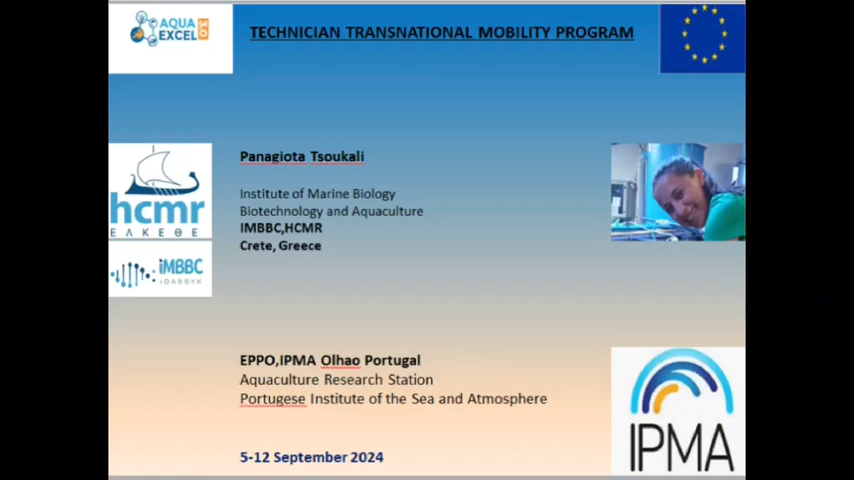 AQUA
EXCEL
3.0
TECHNICIAN TRANSNATIONAL MOBILITY PROGRAM
Panagiota Tsoukali
Institute of Marine Biology
Biotechnology and Aquaculture
IMBBC,HCMR
Crete, Greece
hcmr
ΕΛΚΕΘΕ
iMBBC
ΙΘΑΒΒΥΚ
EPPO,IPMA Olhao Portugal
Aquaculture Research Station
Portugese Institute of the Sea and Atmosphere
IPMA
5-12 September 2024